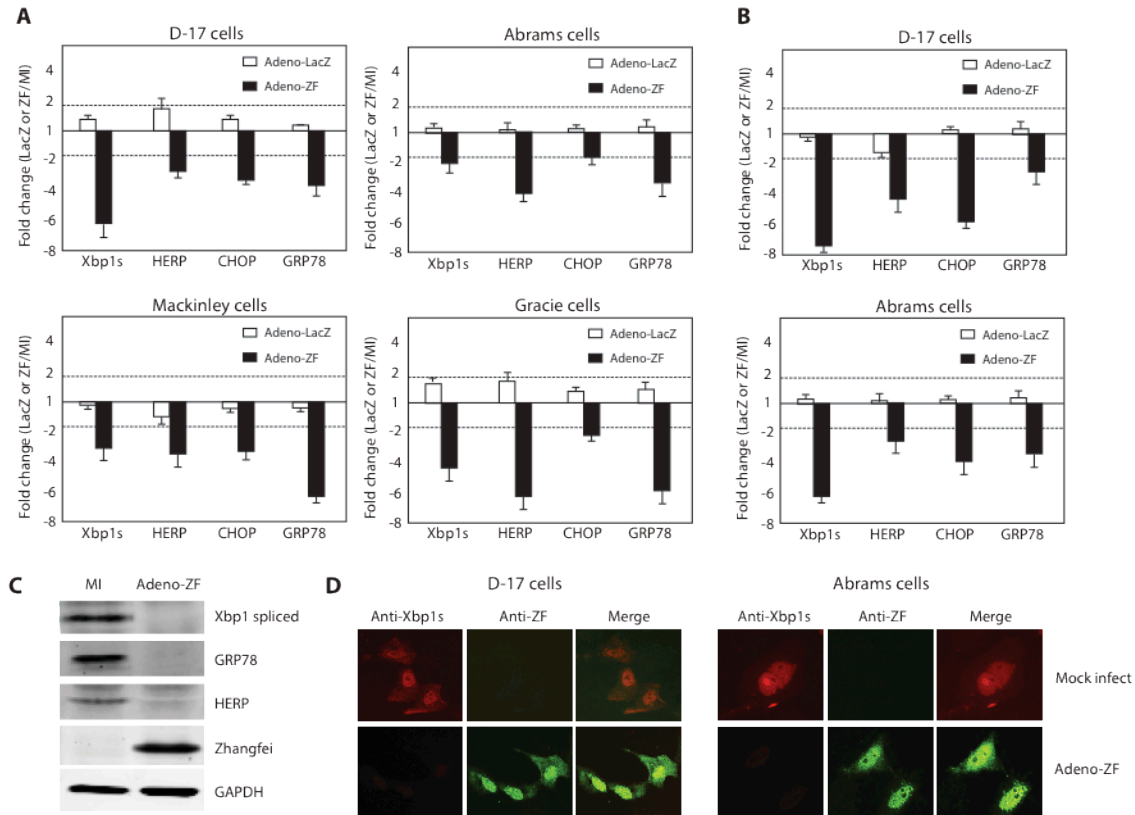 A
D-17 cells
Fold change (LacZ or ZF/MI)
4
2
1
-2
-4
-6
-8
Adeno-LacZ
Adeno-ZF
Xbp1s HERP CHOP GRP78
Abrams cells
Fold change (LacZ or ZF/MI)
4
2
1
-2
-4
-6
-8
Adeno-LacZ
Adeno-ZF
Xbp1s HERP CHOP GRP78
B
D-17 cells
Fold change (LacZ or ZF/MI)
4
2
1
-2
-4
-6
-8
Adeno-LacZ
Adeno-ZF
Xbp1s HERP CHOP GRP78
Mackinley cells
Fold change (LacZ or ZF/MI)
4
2
1
-2
-4
-6
-8
Adeno-LacZ
Adeno-ZF
Xbp1s HERP CHOP GRP78
Gracie cells
Fold change (LacZ or ZF/MI)
4
2
1
-2
-4
-6
-8
Adeno-LacZ
Adeno-ZF
Xbp1s HERP CHOP GRP78
Abrams cells
Fold change (LacZ or ZF/MI)
4
2
1
-2
-4
-6
-8
Adeno-LacZ
Adeno-ZF
Xbp1s HERP CHOP GRP78
C
MI Adeno-ZF
Xbp1 spliced
GRP78
HERP
Zhangfei
GAPDH
D
D-17 cells
Anti-Xbp1s Anti-ZF Merge
Abrams cells
Anti-Xbp1s Anti-ZF Merge
Mock infect
Adeno-ZF